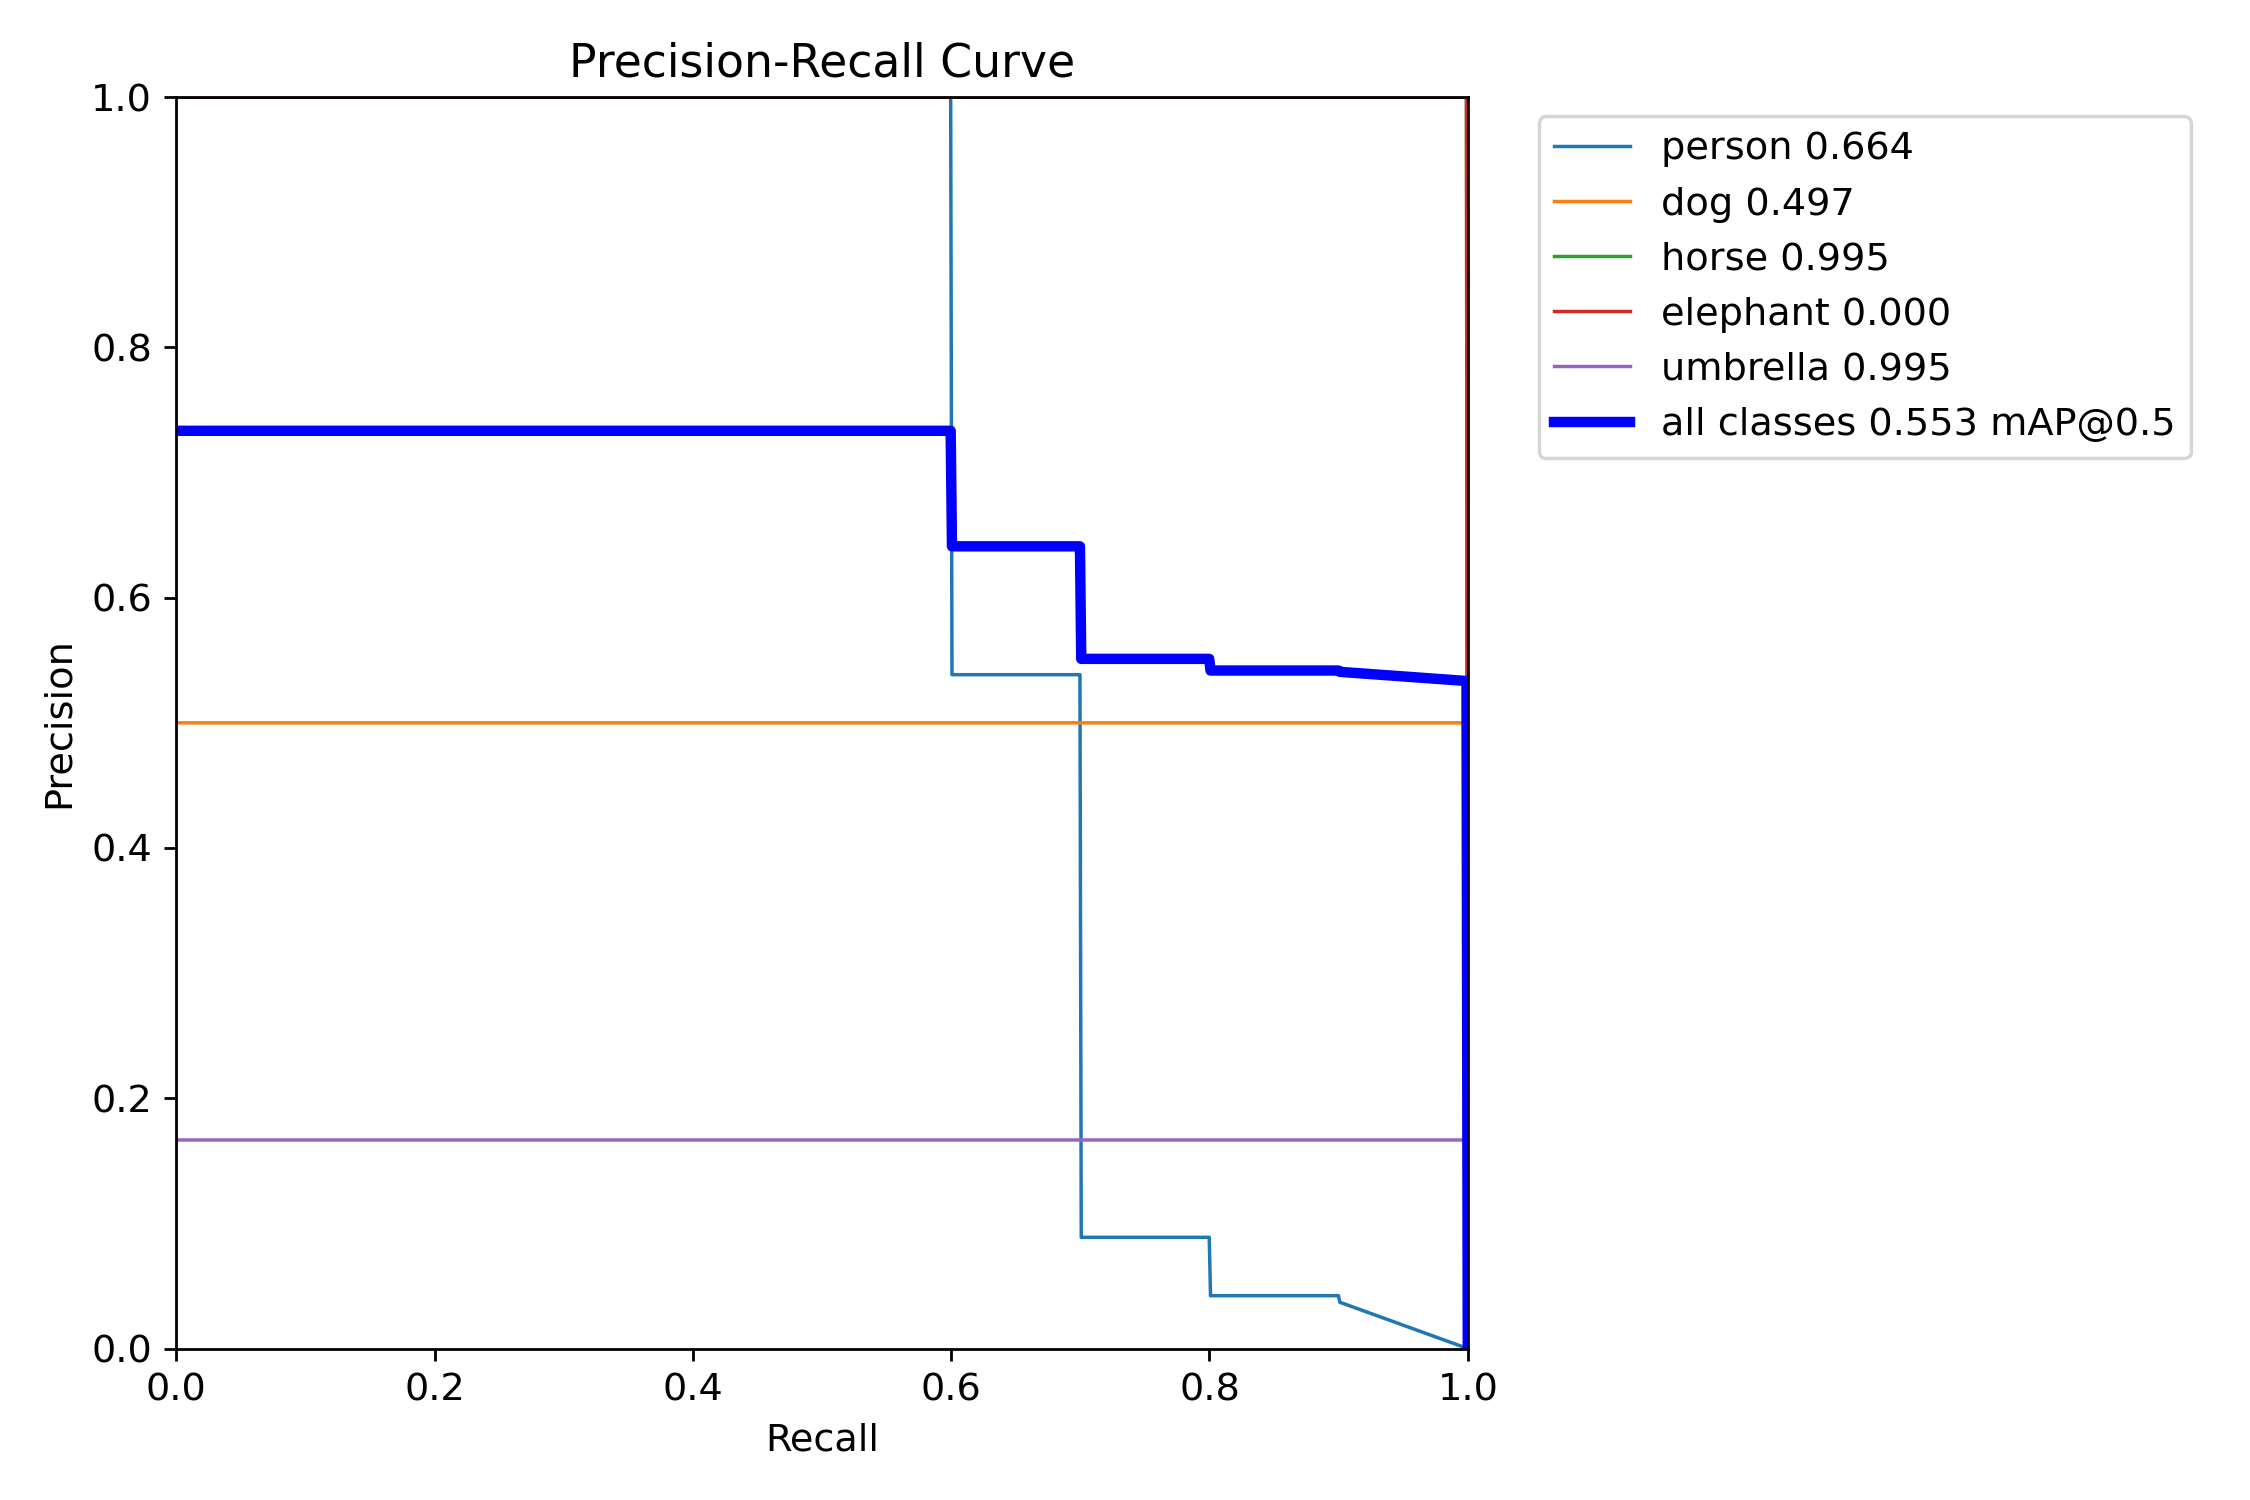 Precision-Recall Curve
1.0
0.8
0.6
0.4
0.2
0.0
Precision
0.0 0.2 0.4 0.6 0.8 1.0
Recall
person 0.664
dog 0.497
horse 0.995
elephant 0.000
umbrella 0.995
all classes 0.553 mAP@0.5